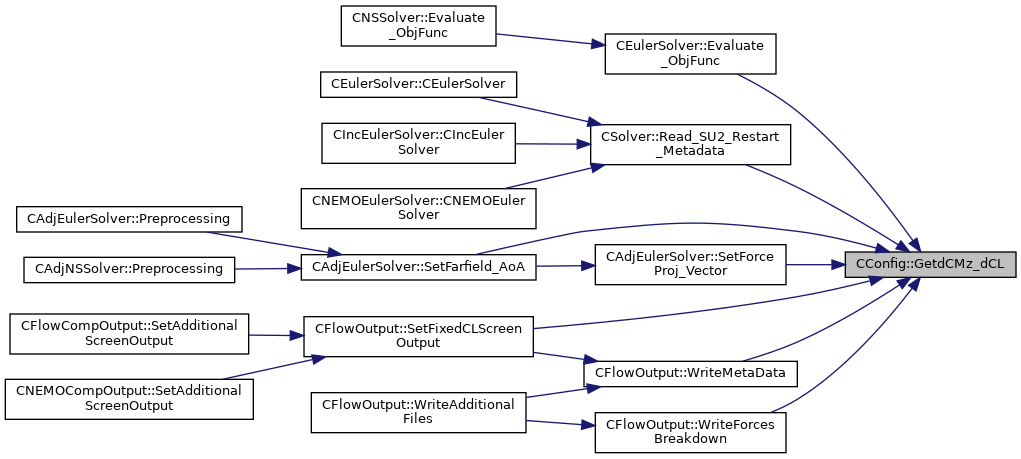 CNSSolver::Evaluate
_ObjFunc
CEulerSolver::Evaluate
_ObjFunc
CEulerSolver::CEulerSolver
CSolver::Read_SU2_Restart
_Metadata
CIncEulerSolver::CIncEuler
Solver
CNEMOEulerSolver::CNEMOEuler
Solver
CAdjEulerSolver::Preprocessing
CAdjNSSolver::Preprocessing
CAdjEulerSolver::SetFarfield_AoA
CAdjEulerSolver::SetForce
Proj_Vector
CConfig::GetdCMz_dCL
CFlowCompOutput::SetAdditional
ScreenOutput
CFlowOutput::SetFixedCLScreen
Output
CFlowOutput::WriteMetaData
CNEMOCompOutput::SetAdditional
ScreenOutput
CFlowOutput::WriteAdditional
Files
CFlowOutput::WriteForces
Breakdown